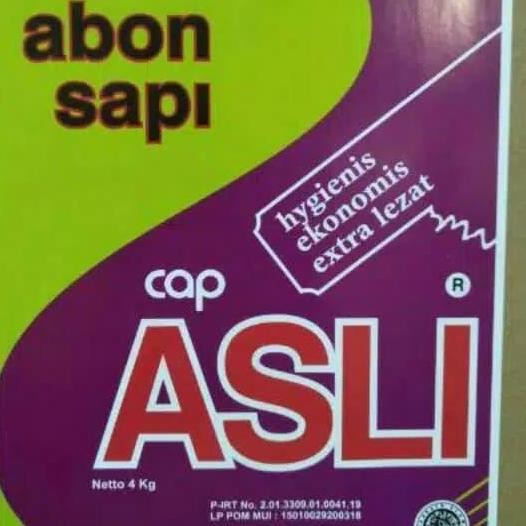 abon
sapi
hygienis
ekonomis
extra lezat
cap
®
ASLI
Netto 4 Kg
P-IRT No. 2.01.3309.01.0041.19
LP POM MUI : 15010029200318